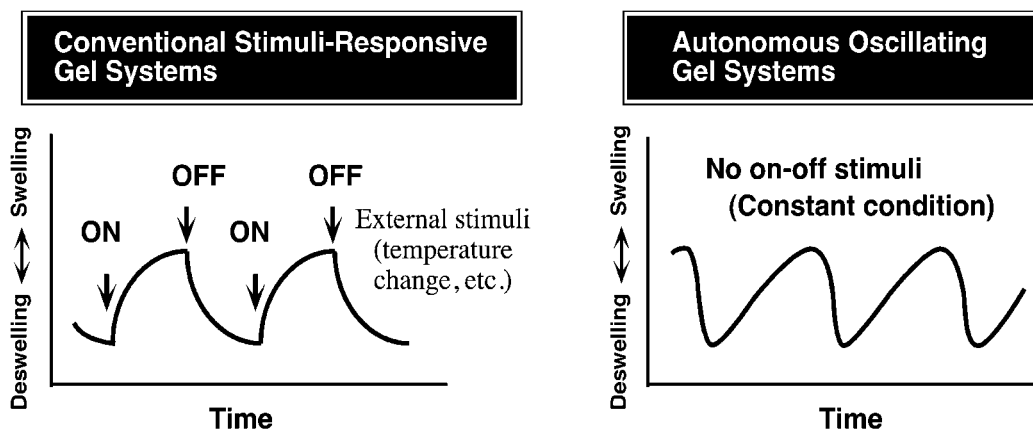 Conventional Stimuli-Responsive
Gel Systems
Deswelling ↔ Swelling
OFF
OFF
ON
ON
External stimuli
(temperature
change, etc.)
Time
Autonomous Oscillating
Gel Systems
Deswelling ↔ Swelling
No on-off stimuli
(Constant condition)
Time